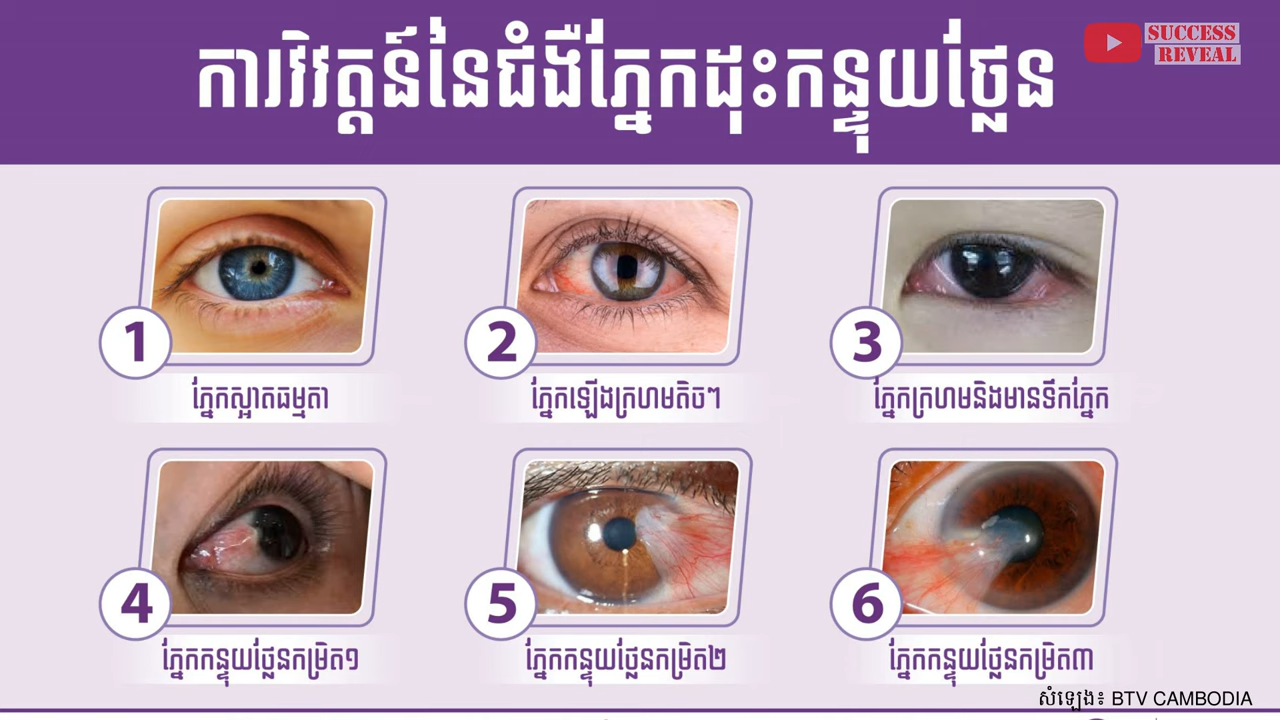 ការវិវត្តន៍នៃជំងឺភ្នែកដុះកន្ទុយថ្លែន
SUCCESS
REVEAL
1
ភ្នែកស្អាតធម្មតា
2
ភ្នែកឡើងក្រហមតិចៗ
3
ភ្នែកក្រហមនិងមានទឹកភ្នែក
4
ភ្នែកកន្ទុយថ្លែនកម្រិត១
5
ភ្នែកកន្ទុយថ្លែនកម្រិត២
6
ភ្នែកកន្ទុយថ្លែនកម្រិត៣
សំឡេង៖ BTV CAMBODIA